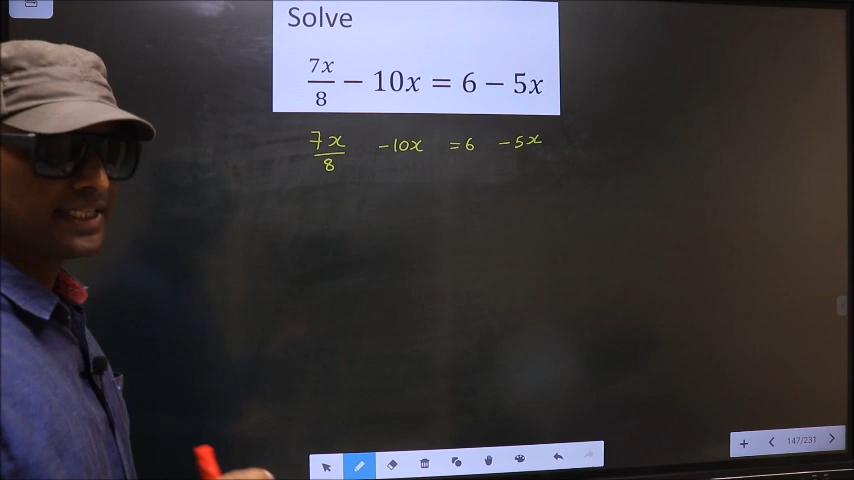 Solve
7x/8 − 10x = 6 − 5x
7x/8 -10x = 6 -5x
147/231